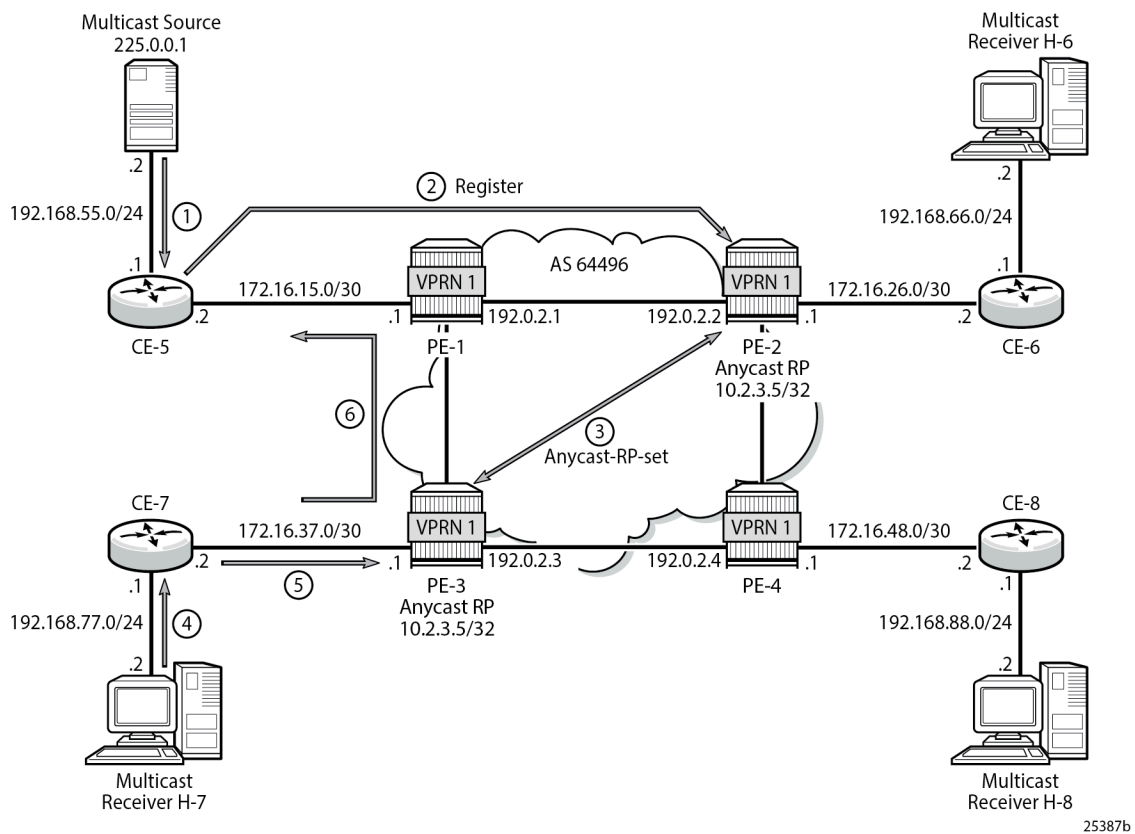 Multicast Source
225.0.0.1
Multicast
Receiver H-6
.2
192.168.55.0/24
1
.1
2 Register
.2
192.168.66.0/24
.1
AS 64496
VPRN 1
VPRN 1
172.16.15.0/30
172.16.26.0/30
.2
.1
192.0.2.1
192.0.2.2
.1
.2
CE-5
PE-1
PE-2
Anycast RP
10.2.3.5/32
CE-6
6
3
Anycast-RP-set
CE-7
CE-8
VPRN 1
VPRN 1
172.16.37.0/30
172.16.48.0/30
.2
.1
192.0.2.3
192.0.2.4
.1
.2
5
.1
PE-3
Anycast RP
10.2.3.5/32
PE-4
.1
192.168.77.0/24
4
192.168.88.0/24
.2
.2
Multicast
Receiver H-7
Multicast
Receiver H-8
25387b